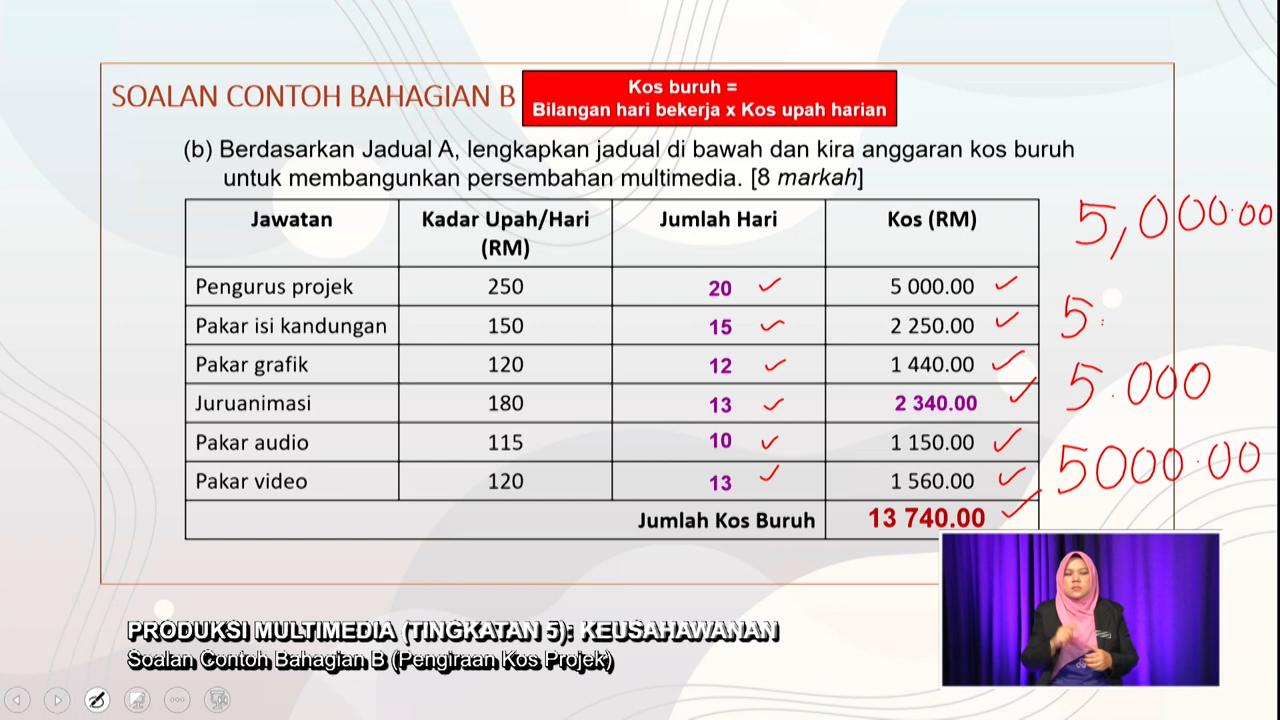 SOALAN CONTOH BAHAGIAN B
Kos buruh =
Bilangan hari bekerja x Kos upah harian
(b) Berdasarkan Jadual A, lengkapkan jadual di bawah dan kira anggaran kos buruh
untuk membangunkan persembahan multimedia. [8 markah]
Jawatan Kadar Upah/Hari (RM) Jumlah Hari Kos (RM)
Pengurus projek 250 20 5 000.00
Pakar isi kandungan 150 15 2 250.00
Pakar grafik 120 12 1 440.00
Juruanimasi 180 13 2 340.00
Pakar audio 115 10 1 150.00
Pakar video 120 13 1 560.00
Jumlah Kos Buruh 13 740.00
5,000.00
5.
5.000
5000.00
PRODUKSI MULTIMEDIA (TINGKATAN 5): KEUSAHAWANAN
Soalan Contoh Bahagian B (Pengiraan Kos Projek)